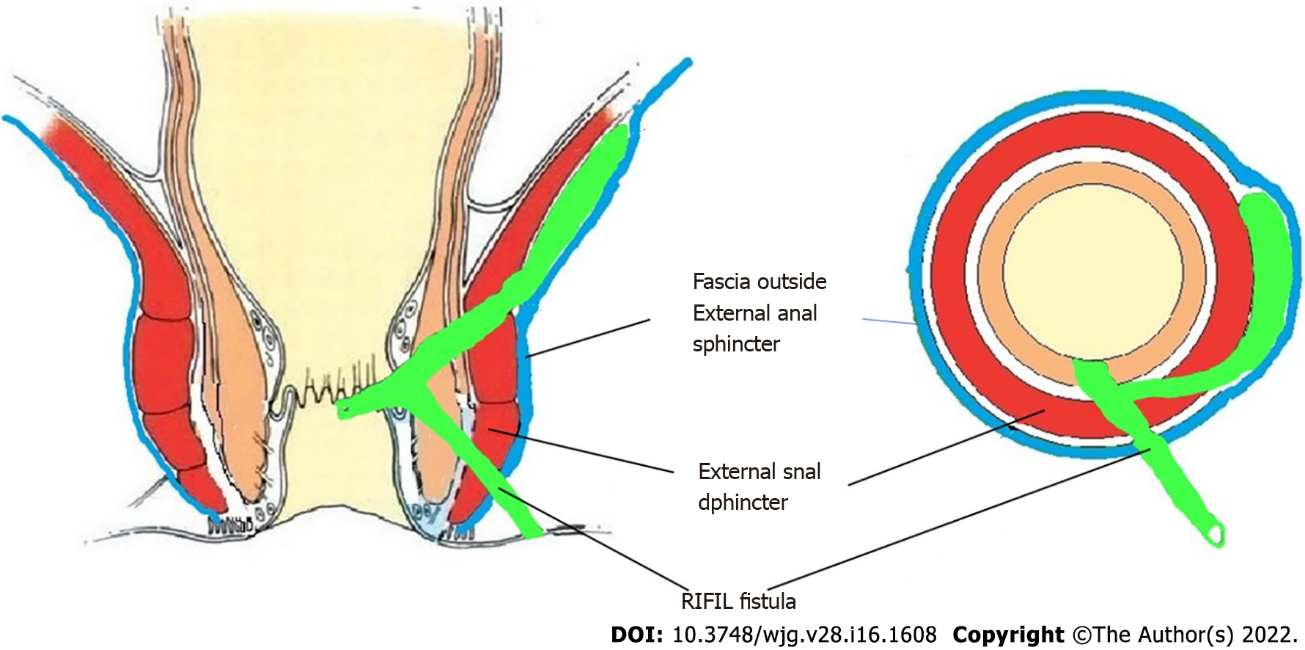 Fascia outside
External anal
sphincter
External snal
dphincter
RIFIL fistula
DOI: 10.3748/wjg.v28.i16.1608 Copyright ©The Author(s) 2022.